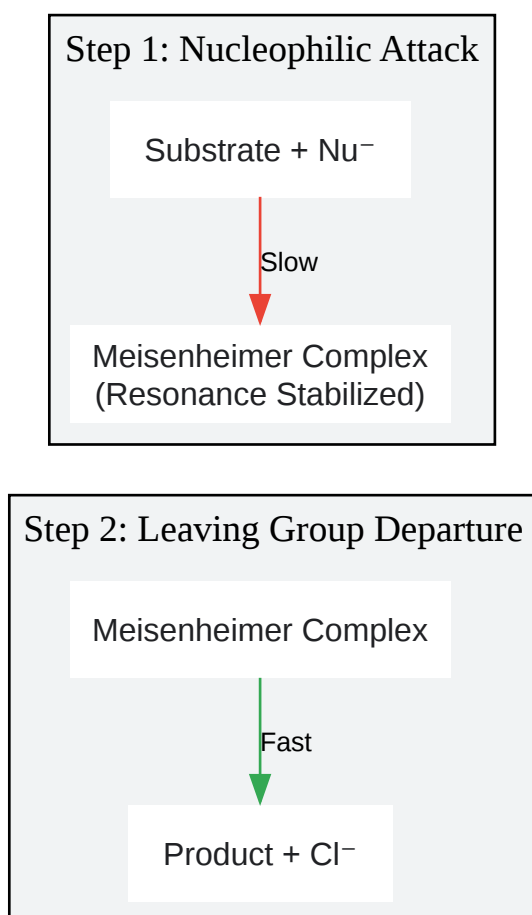 Step 1: Nucleophilic Attack
Substrate + Nu⁻
Slow
Meisenheimer Complex
(Resonance Stabilized)
Step 2: Leaving Group Departure
Meisenheimer Complex
Fast
Product + Cl⁻